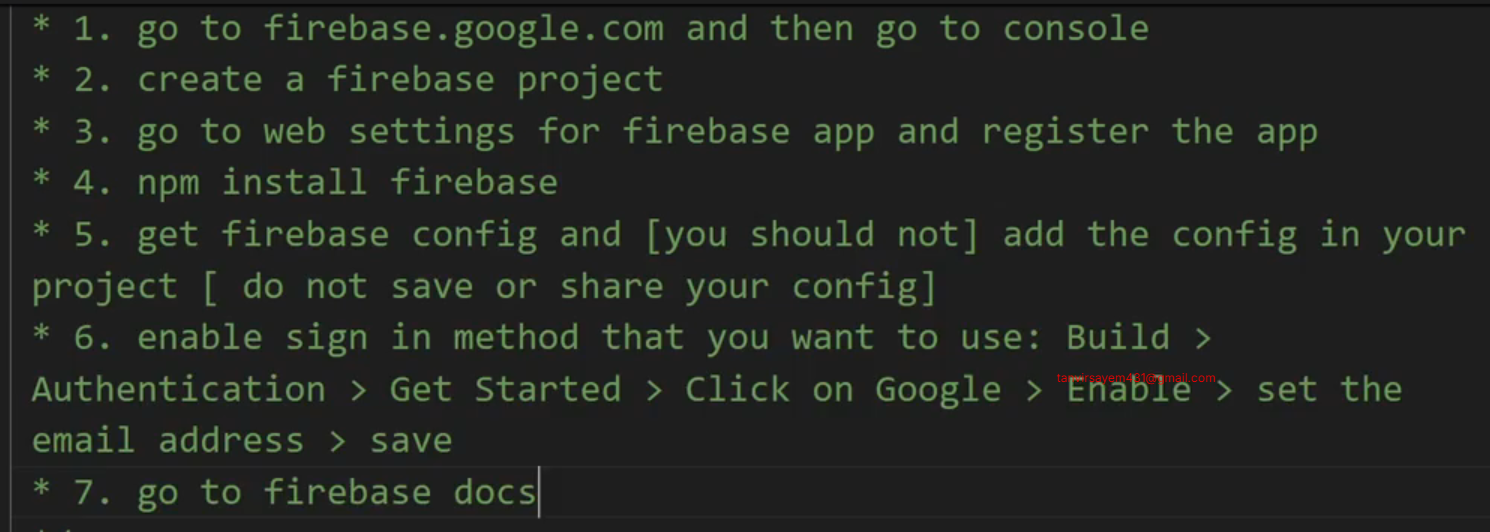 * 1. go to firebase.google.com and then go to console
* 2. create a firebase project
* 3. go to web settings for firebase app and register the app
* 4. npm install firebase
* 5. get firebase config and [you should not] add the config in your
project [ do not save or share your config]
* 6. enable sign in method that you want to use: Build >
Authentication > Get Started > Click on Google > Enable > set the
email address > save
* 7. go to firebase docs